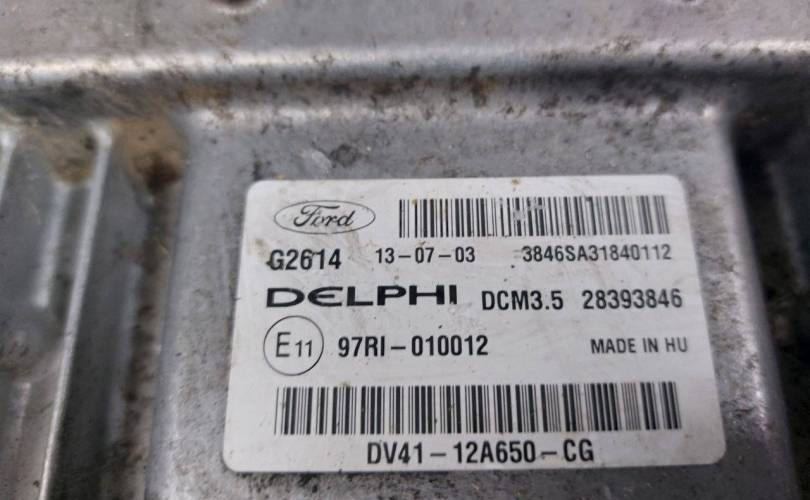 Ford
G2614 13-07-03 3846SA31840112
DELPHI DCM3.5 28393846
E11 97RI-010012 MADE IN HU
DV41-12A650-CG